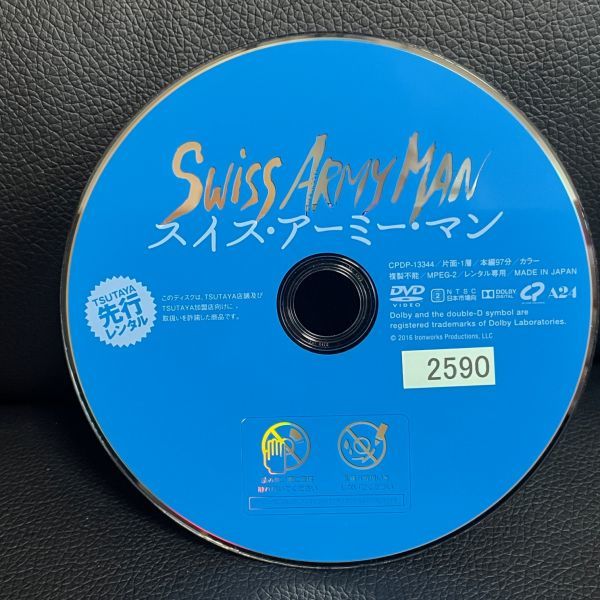 SWISS ARMY MAN
スイス・アーミー・マン
CPDP-13344／片面・1層／本編97分／カラー
複製不能／MPEG-2／レンタル専用／MADE IN JAPAN
TSUTAYA
先行
レンタル
このディスクは、TSUTAYA店舗及び
TSUTAYA加盟店向けに、
取扱いを許諾した商品です。
DVD
VIDEO
2
NTSC
日本市場向
DOLBY
DIGITAL
A24
Dolby and the double-D symbol are
registered trademarks of Dolby Laboratories.
© 2016 Ironworks Productions, LLC
2590